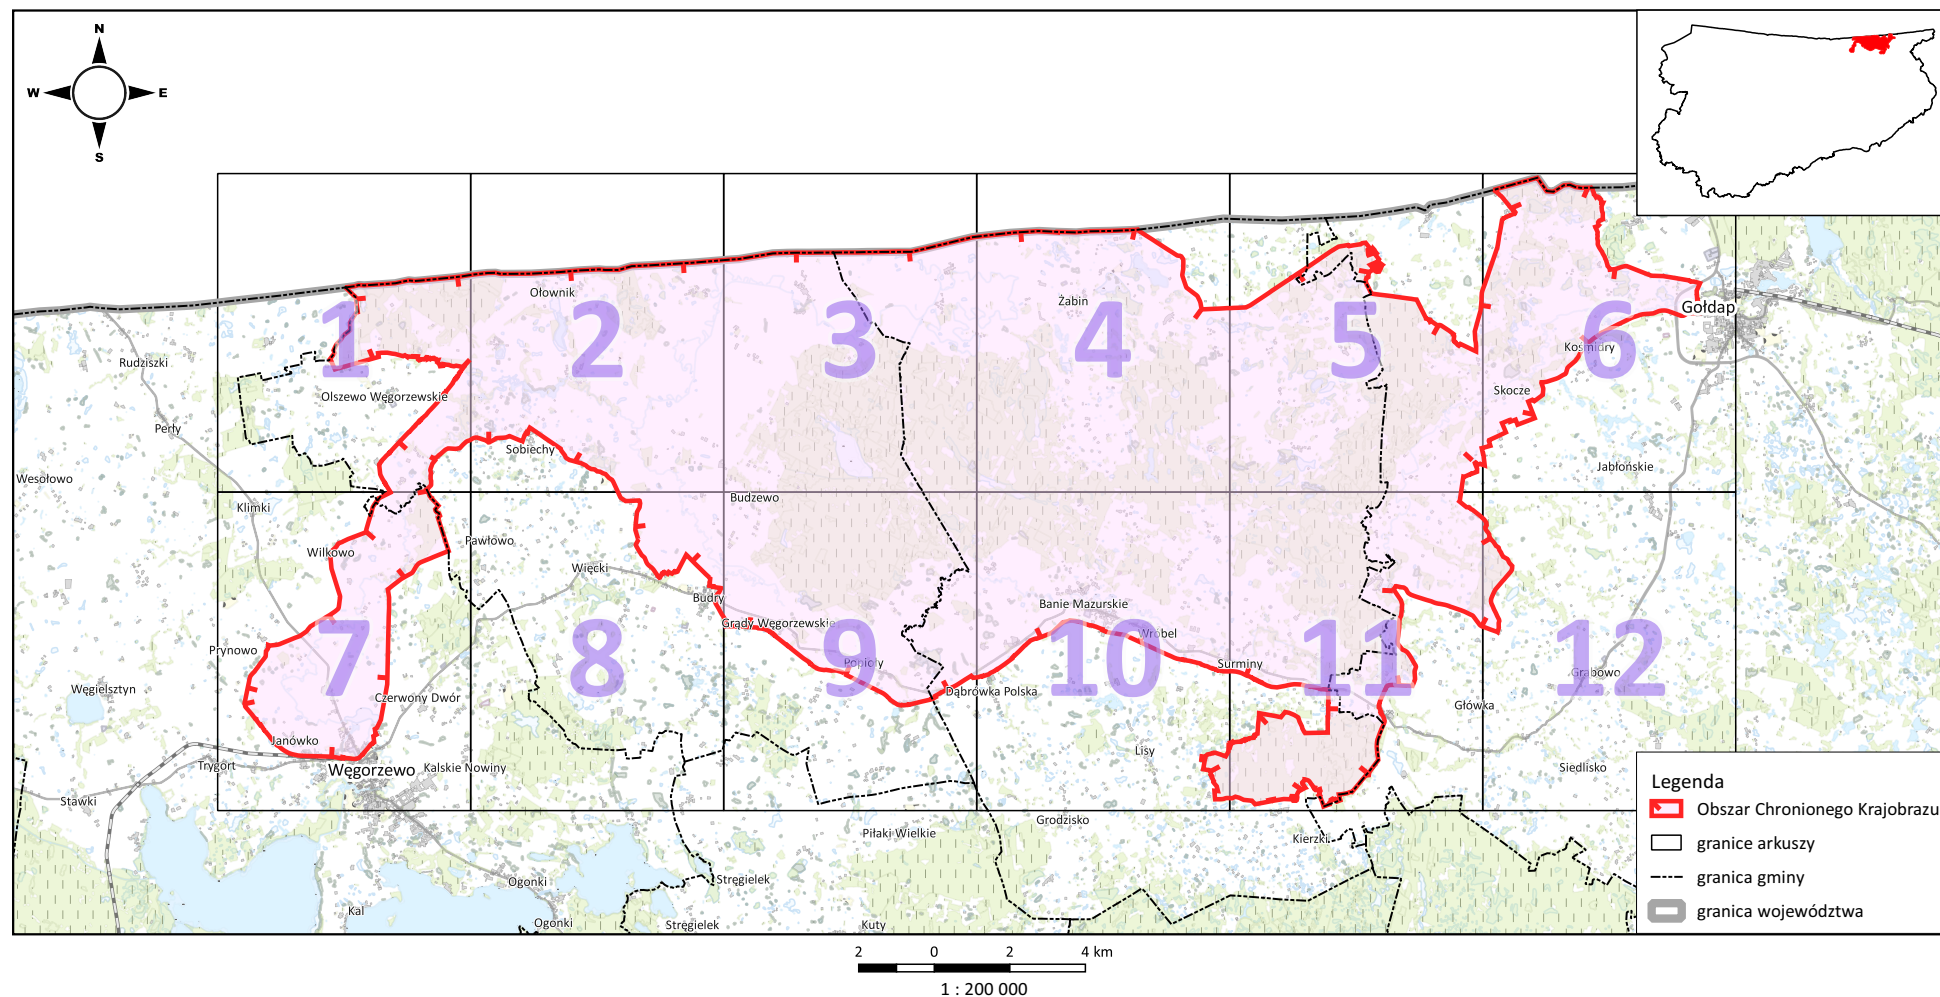 N
W E
S
Ołownik
Żabin
Gołdap
1 2 3 4 5 6
Rudziszki
Kośmidry
Olszewo Węgorzewskie
Skocze
Perły
Sobiechy
Jabłońskie
Wesołowo
Budzewo
Klimki
Pawłowo
Wilkowo
Więcki
Budry
Banie Mazurskie
Grądy Węgorzewskie
Wróbel
Prynowo
7 8 9 10 11 12
Popioły
Surminy
Grabowo
Węgielsztyn
Czerwony Dwór
Dąbrówka Polska
Główka
Janówko
Lisy
Trygort
Węgorzewo
Kalskie Nowiny
Siedlisko
Stawki
Grodzisko
Piłaki Wielkie
Kierzki
Ogonki
Stręgielek
Kal
Ogonki
Stręgielek
Kuty
Legenda
Obszar Chronionego Krajobrazu
granice arkuszy
granica gminy
granica województwa
2 0 2 4 km
1 : 200 000